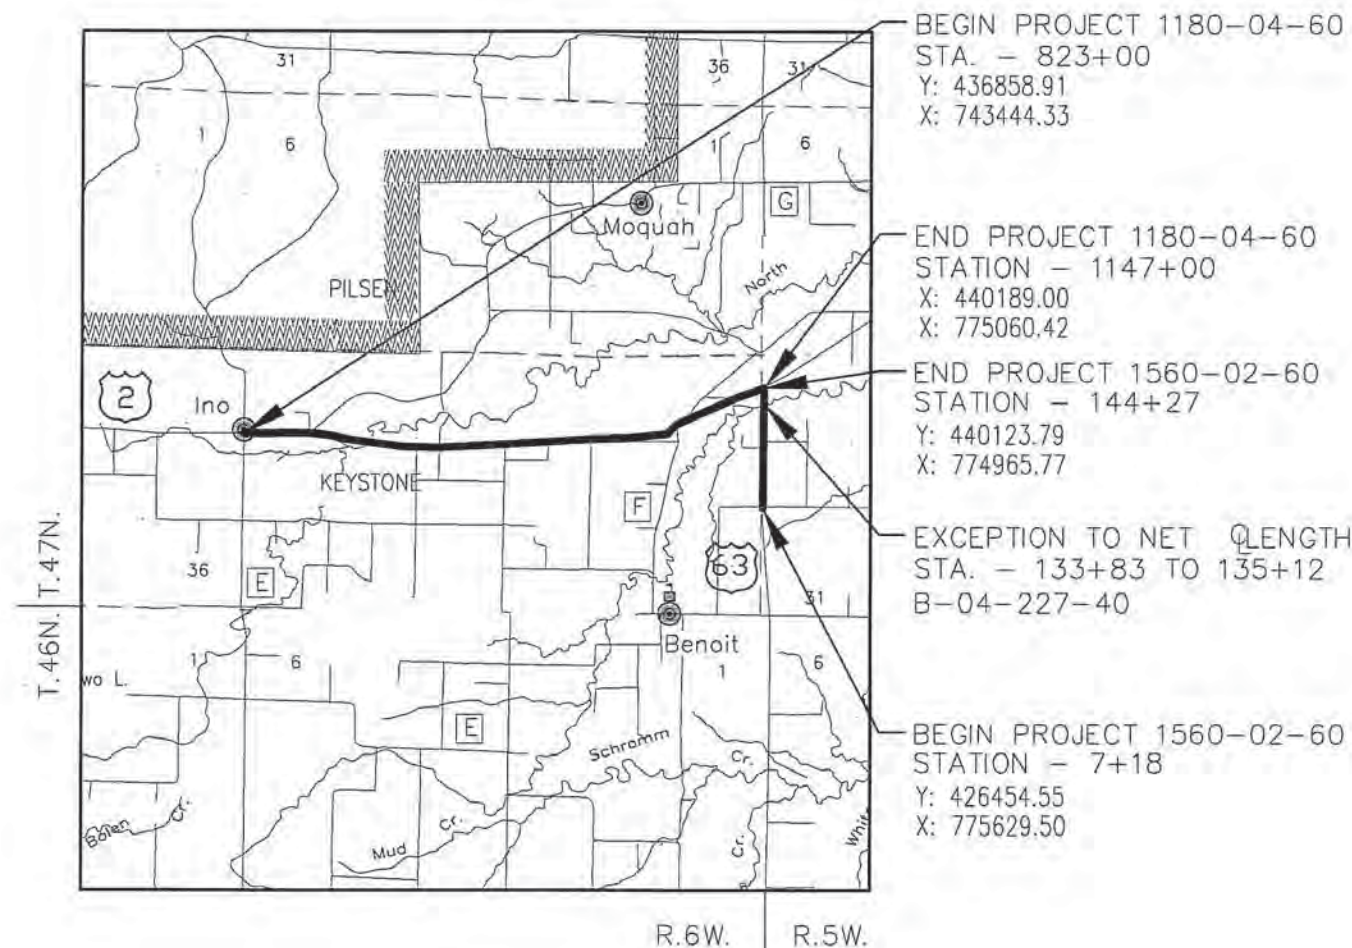 BEGIN PROJECT 1180-04-60
STA. - 823+00
Y: 436858.91
X: 743444.33
END PROJECT 1180-04-60
STATION - 1147+00
X: 440189.00
X: 775060.42
END PROJECT 1560-02-60
STATION - 144+27
Y: 440123.79
X: 774965.77
EXCEPTION TO NET ℄ LENGTH
STA. - 133+83 TO 135+12
B-04-227-40
BEGIN PROJECT 1560-02-60
STATION - 7+18
Y: 426454.55
X: 775629.50
31
36
31
1
6
1
6
G
Moquah
North
PILSEN
2
Ino
KEYSTONE
F
63
36
E
31
T.47N.
T.46N.
Benoit
1
6
1
6
wo L.
E
Schramm
Cr.
Bolen
Cr.
Mud
Cr.
Cr.
Whit
R.6W.
R.5W.